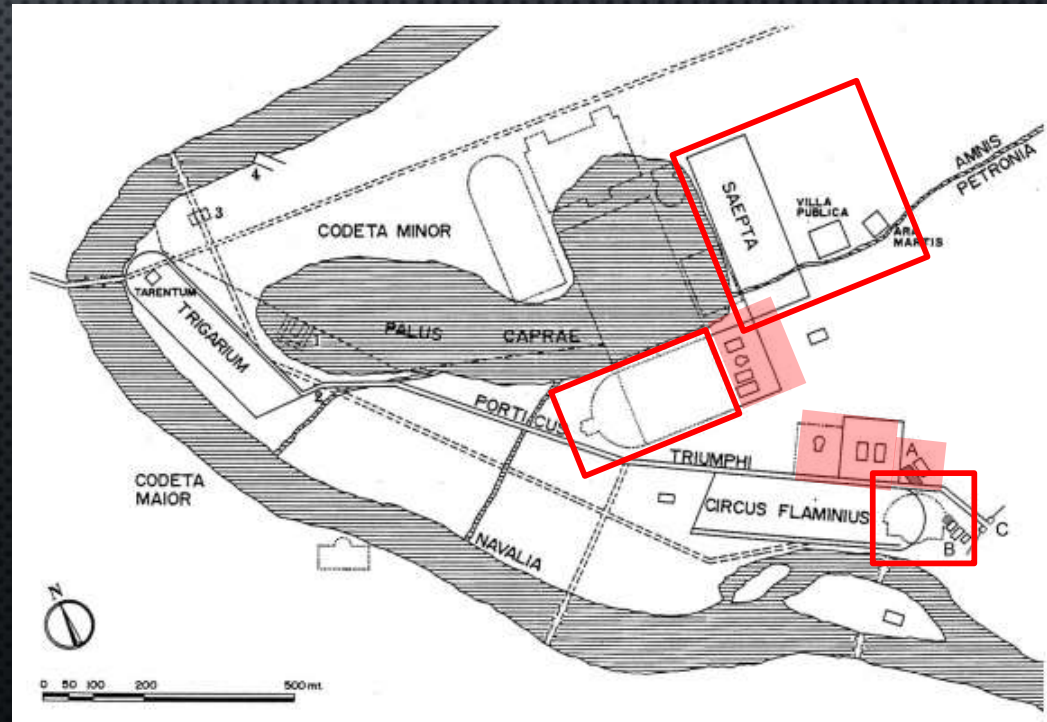 AMNIS
PETRONIA
SAEPTA
VILLA
PUBLICA
ARA
MARTIS
4
3
CODETA MINOR
TARENTUM
TRIGARIUM
1
PALUS CAPRAE
2
PORTICUS TRIUMPHI
A
CIRCUS FLAMINIUS
B
C
CODETA
MAIOR
NAVALIA
N
0 50 100 200 500 mt.